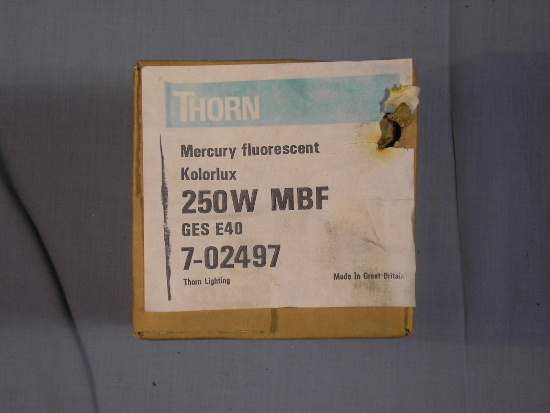 THORN
Mercury fluorescent
Kolorlux
250W MBF
GES E40
7-02497
Thorn Lighting
Made in Great Britain